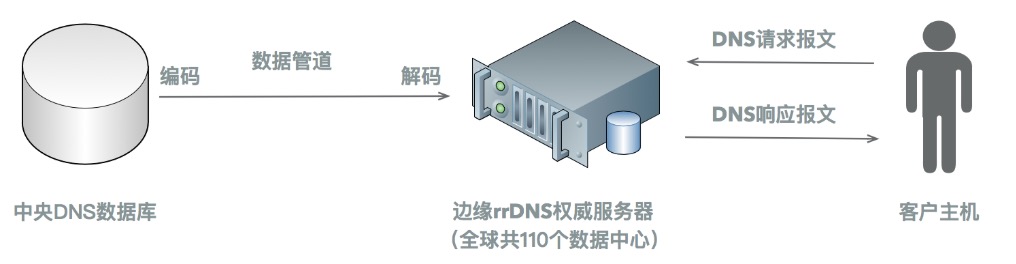 编码
数据管道
解码
DNS请求报文
DNS响应报文
中央DNS数据库
边缘rrDNS权威服务器
（全球共110个数据中心）
客户主机